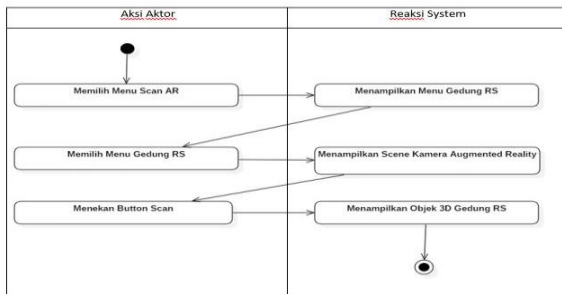 Aksi Aktor
Reaksi System
Memilih Menu Scan AR
Menampilkan Menu Gedung RS
Memilih Menu Gedung RS
Menampilkan Scene Kamera Augmented Reality
Menekan Button Scan
Menampilkan Objek 3D Gedung RS